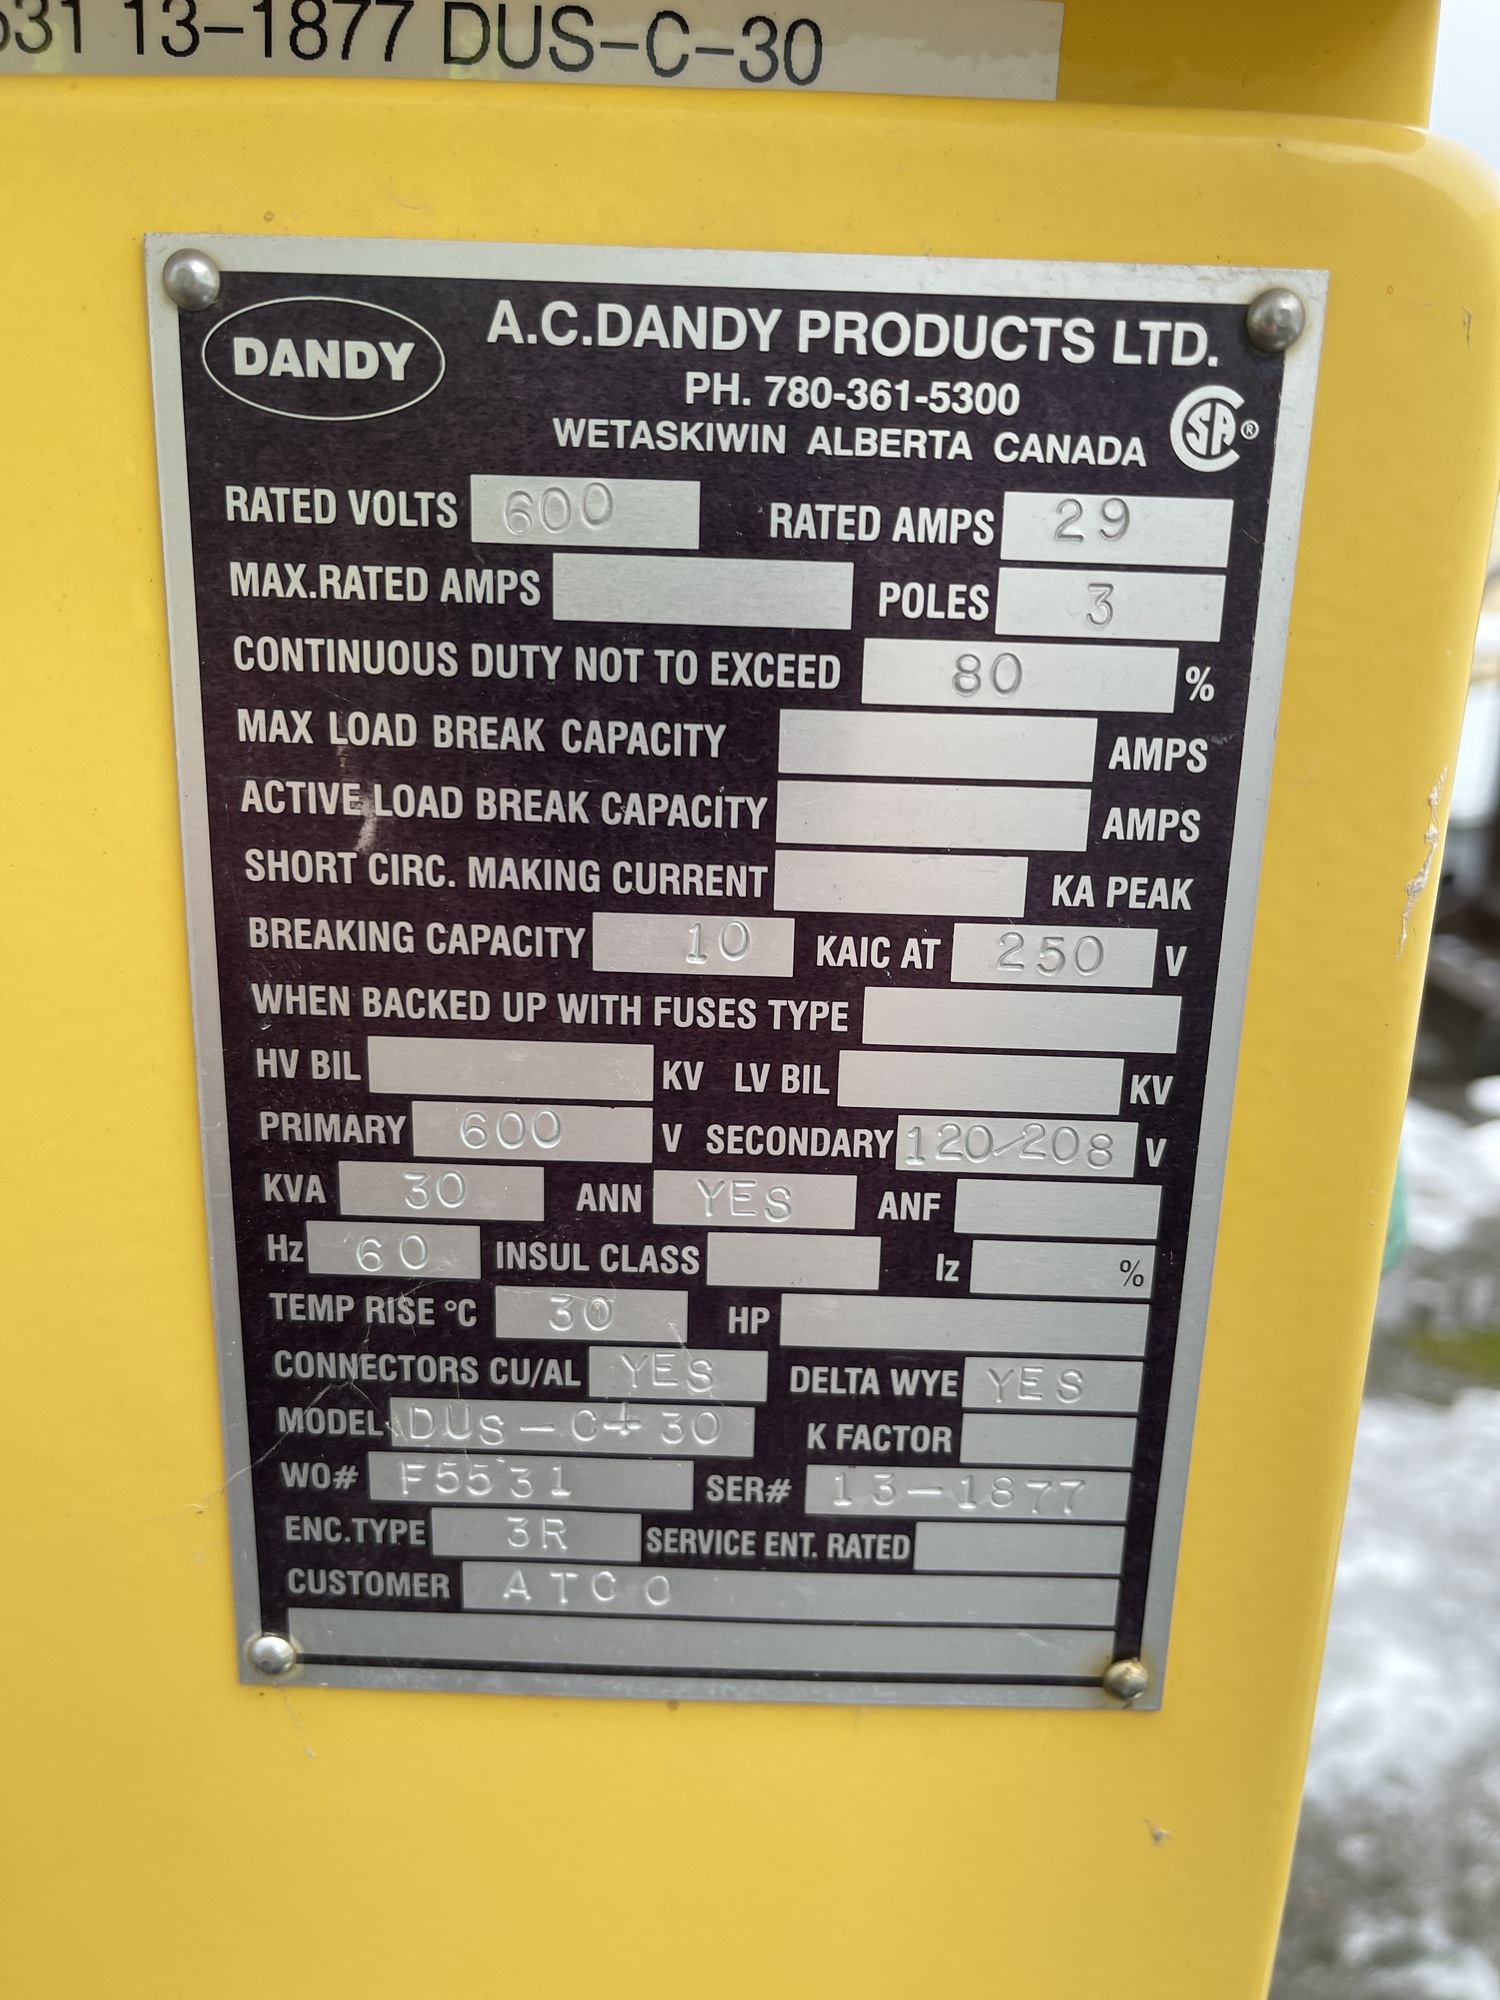 531 13-1877 DUS-C-30
DANDY
A.C.DANDY PRODUCTS LTD.
PH. 780-361-5300
WETASKIWIN ALBERTA CANADA
SA ®
RATED VOLTS 600 RATED AMPS 29
MAX.RATED AMPS POLES 3
CONTINUOUS DUTY NOT TO EXCEED 80 %
MAX LOAD BREAK CAPACITY AMPS
ACTIVE LOAD BREAK CAPACITY AMPS
SHORT CIRC. MAKING CURRENT KA PEAK
BREAKING CAPACITY 10 KAIC AT 250 V
WHEN BACKED UP WITH FUSES TYPE
HV BIL KV LV BIL KV
PRIMARY 600 V SECONDARY 120/208 V
KVA 30 ANN YES ANF
Hz 60 INSUL CLASS Iz %
TEMP RISE °C 30 HP
CONNECTORS CU/AL YES DELTA WYE YES
MODEL DUS-C-30 K FACTOR
WO# F5531 SER# 13-1877
ENC.TYPE 3R SERVICE ENT. RATED
CUSTOMER ATCO